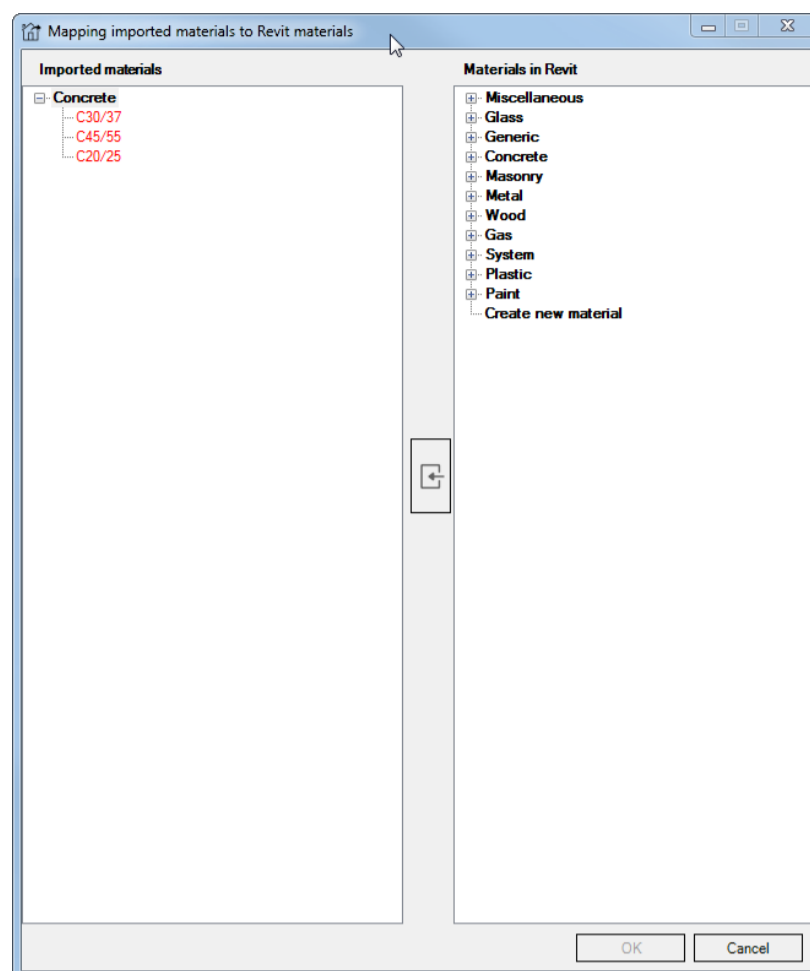 Mapping imported materials to Revit materials
Imported materials
Concrete
C30/37
C45/55
C20/25
Materials in Revit
Miscellaneous
Glass
Generic
Concrete
Masonry
Metal
Wood
Gas
System
Plastic
Paint
Create new material
OK
Cancel